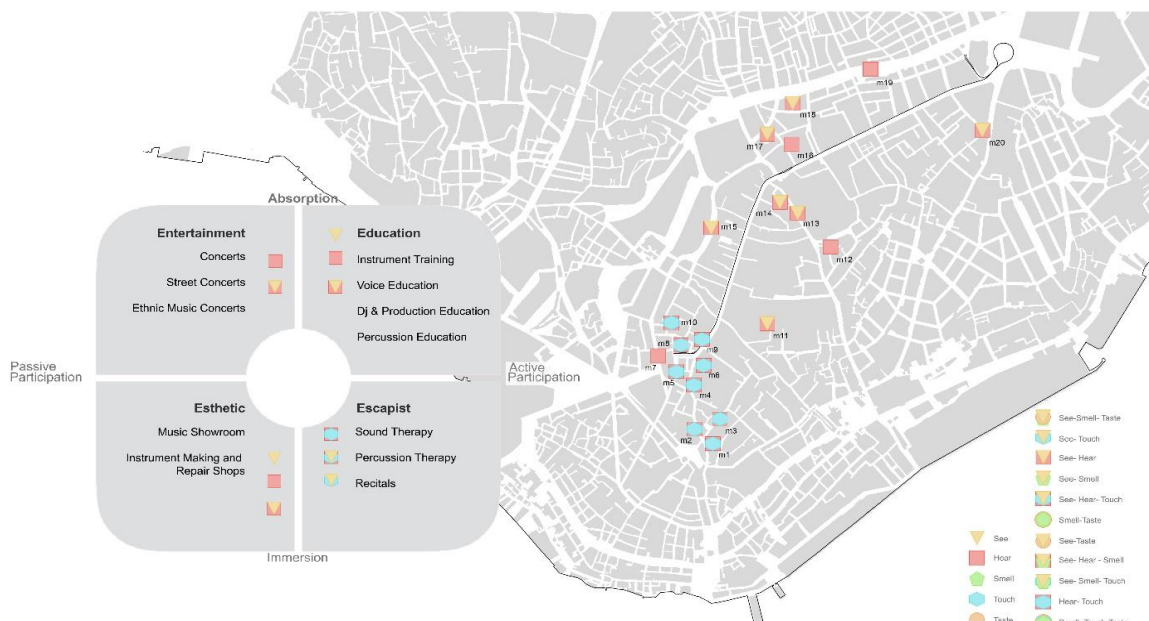 m19
m18
m17
m16
m20
m14
m13
m15
m12
m11
m10
m9
m8
m7
m6
m5
m4
m3
m2
m1
Absorption
Entertainment
Concerts
Street Concerts
Ethnic Music Concerts
Education
Instrument Training
Voice Education
Dj & Production Education
Percussion Education
Passive
Participation
Active
Participation
Esthetic
Music Showroom
Instrument Making and
Repair Shops
Escapist
Sound Therapy
Percussion Therapy
Recitals
Immersion
See
Hear
Smell
Touch
Taste
See-Smell- Taste
See- Touch
See- Hear
See- Smell
See- Hear- Touch
Smell-Taste
See-Taste
See- Hear - Smell
See- Smell- Touch
Hear- Touch